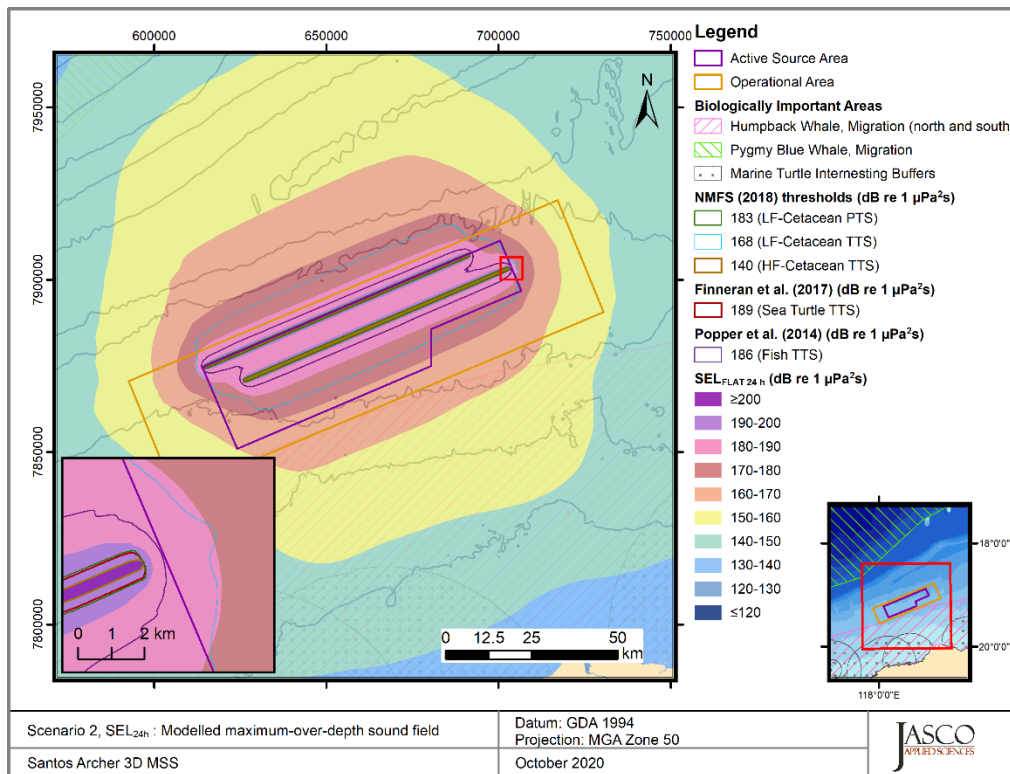 600000 650000 700000 750000
7950000
7900000
7850000
7800000
N
0 1 2 km
0 12.5 25 50
km
Legend
Active Source Area
Operational Area
Biologically Important Areas
Humpback Whale, Migration (north and south)
Pygmy Blue Whale, Migration
Marine Turtle Internesting Buffers
NMFS (2018) thresholds (dB re 1 µPa²s)
183 (LF-Cetacean PTS)
168 (LF-Cetacean TTS)
140 (HF-Cetacean TTS)
Finneran et al. (2017) (dB re 1 µPa²s)
189 (Sea Turtle TTS)
Popper et al. (2014) (dB re 1 µPa²s)
186 (Fish TTS)
SELFLAT 24 h (dB re 1 µPa²s)
≥200
190-200
180-190
170-180
160-170
150-160
140-150
130-140
120-130
≤120
18°0'0"
20°0'0"
118°0'0"E
Scenario 2, SEL24h : Modelled maximum-over-depth sound field
Santos Archer 3D MSS
Datum: GDA 1994
Projection: MGA Zone 50
October 2020
JASCO
APPLIED SCIENCES